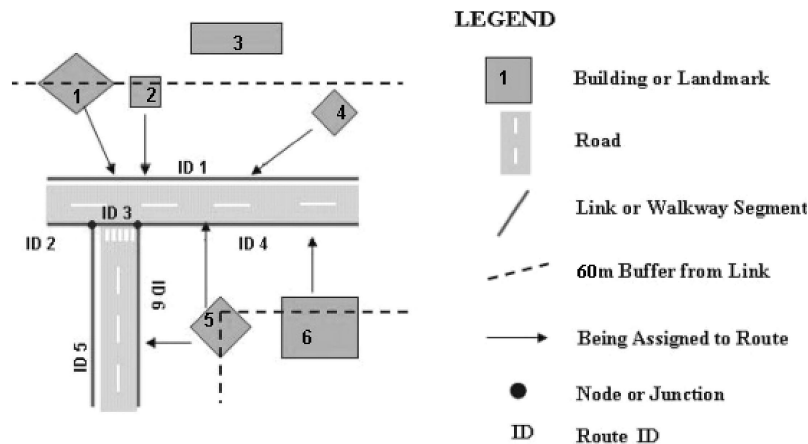 3
1
2
4
ID 1
ID 3
ID 2
ID 4
ID 6
ID 5
5
6
LEGEND
1 Building or Landmark
Road
Link or Walkway Segment
60m Buffer from Link
Being Assigned to Route
Node or Junction
ID Route ID